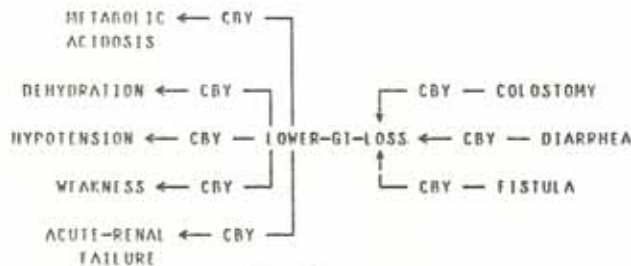 METABOLIC ← CBY
ACIDOSIS
CBY — COLOSTOMY
DEHYDRATION ← CBY
HYPOTENSION ← CBY — LOWER-GI-LOSS ← CBY — DIARRHEA
WEAKNESS ← CBY
CBY — FISTULA
ACUTE-RENAL ← CBY
FAILURE